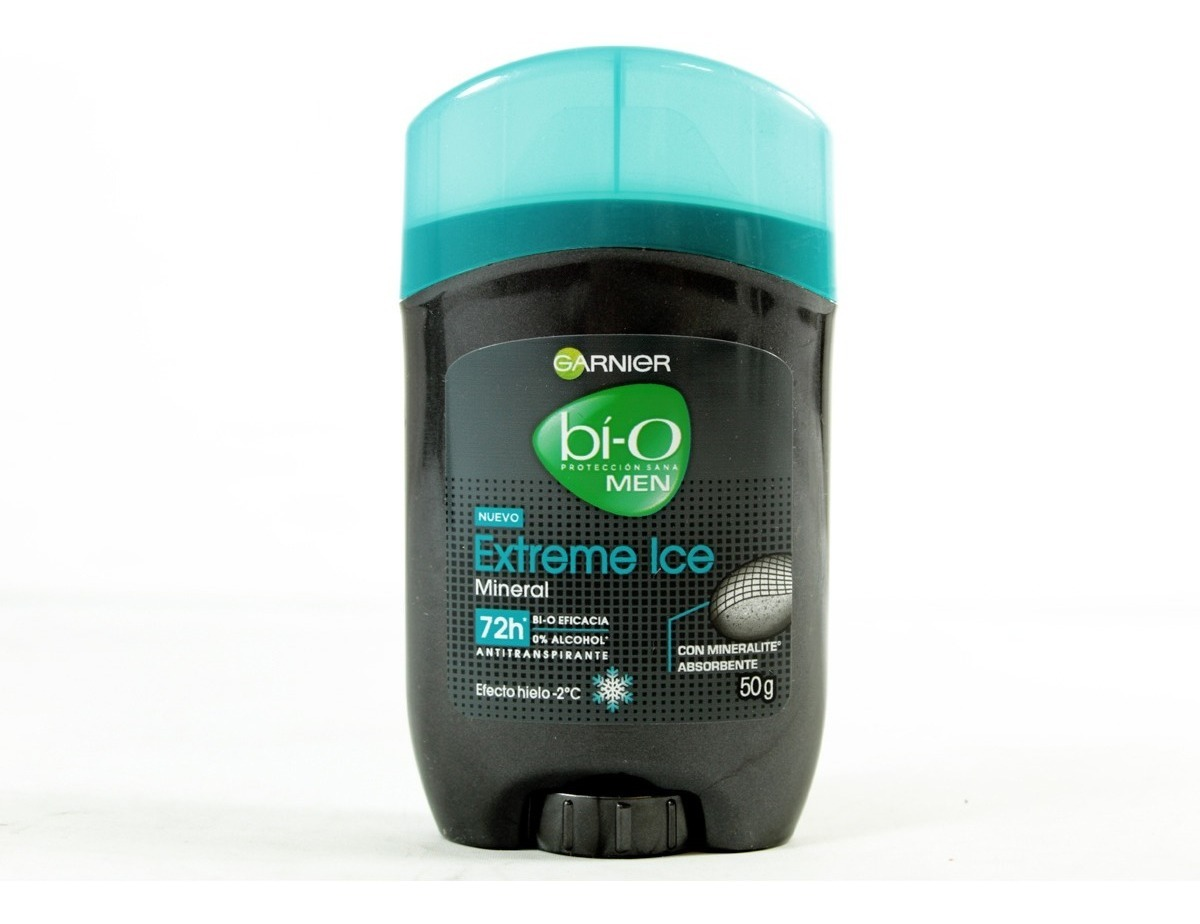 GARNIER
bí-O
PROTECCIÓN SANA
MEN
NUEVO
Extreme Ice
Mineral
72h* BI-O EFICACIA
0% ALCOHOL*
ANTITRANSPIRANTE
CON MINERALITE®
ABSORBENTE
Efecto hielo -2°C
50g